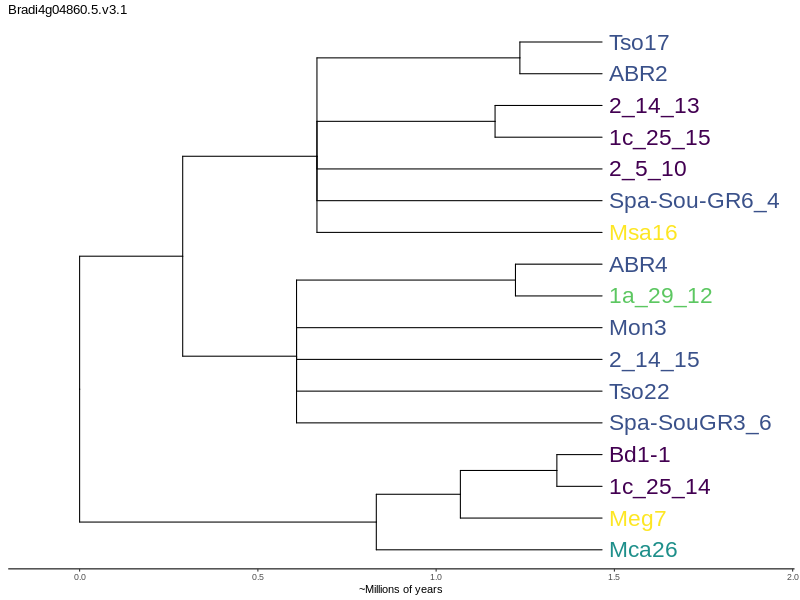 Bradi4g04860.5.v3.1
Tso17
ABR2
2_14_13
1c_25_15
2_5_10
Spa-Sou-GR6_4
Msa16
ABR4
1a_29_12
Mon3
2_14_15
Tso22
Spa-SouGR3_6
Bd1-1
1c_25_14
Meg7
Mca26
0.0 0.5 1.0 1.5 2.0
~Millions of years